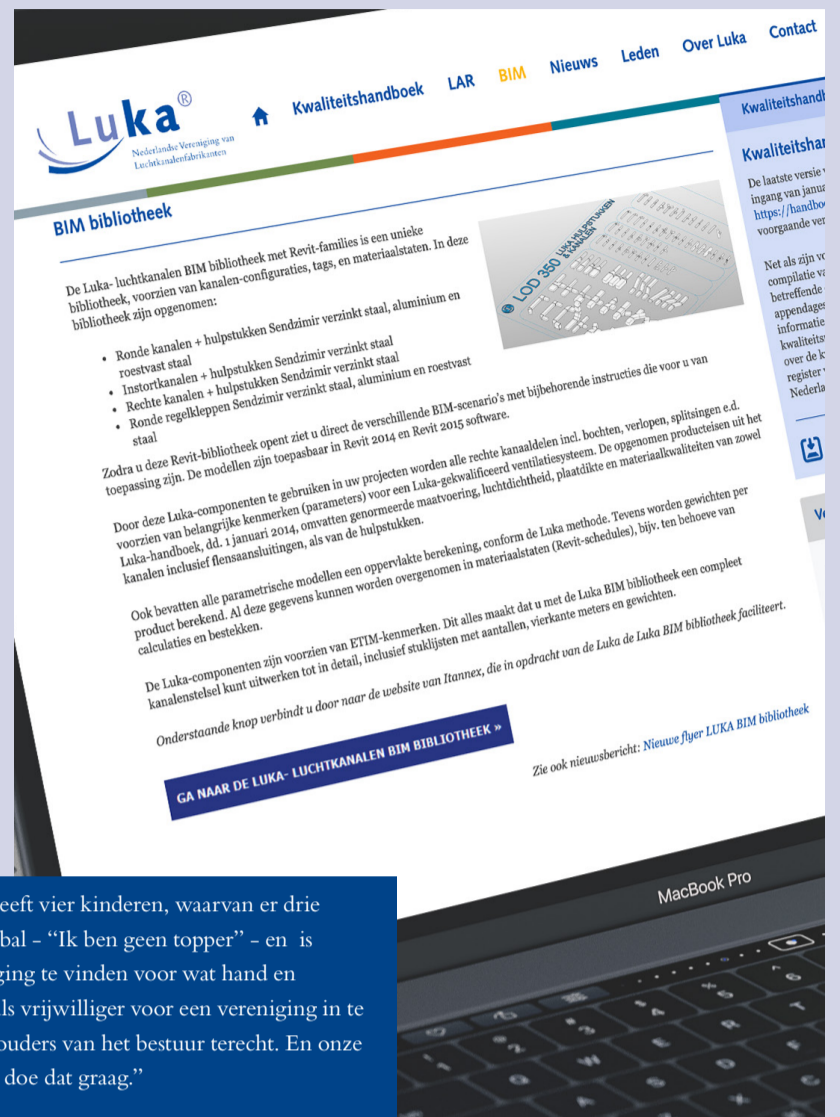 Luka®
Nederlandse Vereniging van
Luchtkanalenfabrikanten
Kwaliteitshandboek LAR BIM Nieuws Leden Over Luka Contact
BIM bibliotheek
De Luka- luchtkanalen BIM bibliotheek met Revit-families is een unieke
bibliotheek, voorzien van kanalen-configuraties, tags, en materiaalstaten. In deze
bibliotheek zijn opgenomen:
• Ronde kanalen + hulpstukken Sendzimir verzinkt staal, aluminium en
roestvast staal
• Instortkanalen + hulpstukken Sendzimir verzinkt staal
• Rechte kanalen + hulpstukken Sendzimir verzinkt staal
• Ronde regelkleppen Sendzimir verzinkt staal, aluminium en roestvast
staal
LOD 350 LUKA HULPSTUKKEN
& KANALEN
Zodra u deze Revit-bibliotheek opent ziet u direct de verschillende BIM-scenario's met bijbehorende instructies die voor u van
toepassing zijn. De modellen zijn toepasbaar in Revit 2014 en Revit 2015 software.
Door deze Luka-componenten te gebruiken in uw projecten worden alle rechte kanaaldelen incl. bochten, verlopen, splitsingen e.d.
voorzien van belangrijke kenmerken (parameters) voor een Luka-gekwalificeerd ventilatiesysteem. De opgenomen producteisen uit het
Luka-handboek, dd. 1 januari 2014, omvatten genormeerde maatvoering, luchtdichtheid, plaatdikte en materiaalkwaliteiten van zowel
kanalen inclusief flensaansluitingen, als van de hulpstukken.
Ook bevatten alle parametrische modellen een oppervlakte berekening, conform de Luka methode. Tevens worden gewichten per
product berekend. Al deze gegevens kunnen worden overgenomen in materiaalstaten (Revit-schedules), bijv. ten behoeve van
calculaties en bestekken.
De Luka-componenten zijn voorzien van ETIM-kenmerken. Dit alles maakt dat u met de Luka BIM bibliotheek een compleet
kanalenstelsel kunt uitwerken tot in detail, inclusief stuklijsten met aantallen, vierkante meters en gewichten.
Onderstaande knop verbindt u door naar de website van Itannex, die in opdracht van de Luka de Luka BIM bibliotheek faciliteert.
GA NAAR DE LUKA- LUCHTKANALEN BIM BIBLIOTHEEK »
Zie ook nieuwsbericht: Nieuwe flyer LUKA BIM bibliotheek
Kwaliteitshandb
Kwaliteitshan
De laatste versie
ingang van janua
https://handboe
voorgaande ver
Net als zijn vo
compilatie va
betreffende
appendages
informatie
kwaliteits
over de k
register
Nederla
MacBook Pro
eeft vier kinderen, waarvan er drie
bal - “Ik ben geen topper” - en is
ging te vinden voor wat hand en
ls vrijwilliger voor een vereniging in te
ouders van het bestuur terecht. En onze
doe dat graag.”